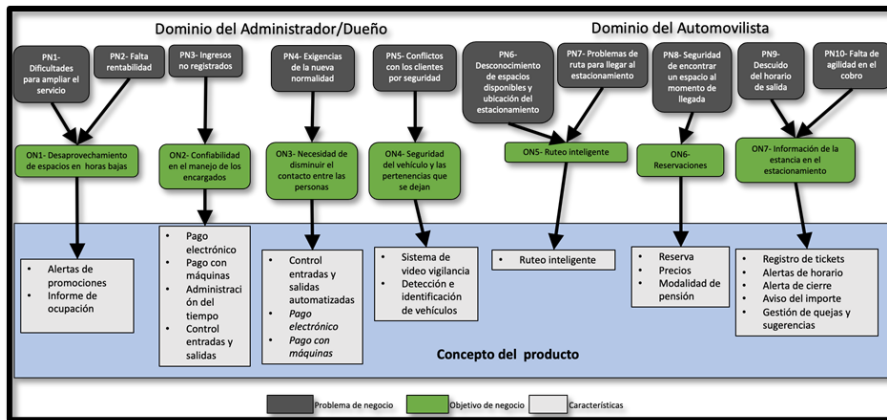 Dominio del Administrador/Dueño
Dominio del Automovilista
PN1-
Dificultades
para ampliar el
servicio
PN2- Falta
rentabilidad
PN3- Ingresos
no registrados
PN4- Exigencias
de la nueva
normalidad
PN5- Conflictos
con los clientes
por seguridad
PN6-
Desconocimiento
de espacios
disponibles y
ubicación del
estacionamiento
PN7- Problemas de
ruta para llegar al
estacionamiento
PN8- Seguridad
de encontrar
un espacio al
momento de
llegada
PN9-
Descuido del
horario de
salida
PN10- Falta de
agilidad en el
cobro
ON1- Desaprovechamiento
de espacios en horas bajas
ON2- Confiabilidad
en el manejo de los
encargados
ON3- Necesidad de
disminuir el
contacto entre las
personas
ON4- Seguridad
del vehículo y las
pertenencias que
se dejan
ON5- Ruteo inteligente
ON6-
Reservaciones
ON7- Información de la
estancia en el
estacionamiento
• Alertas de
promociones
• Informe de
ocupación
• Pago
electrónico
• Pago con
máquinas
• Administraci
ón del
tiempo
• Control
entradas y
salidas
• Control
entradas y
salidas
automatizadas
• Pago
electrónico
• Pago con
máquinas
• Sistema de
video vigilancia
• Detección e
identificación
de vehículos
• Ruteo inteligente
• Reserva
• Precios
• Modalidad de
pensión
• Registro de tickets
• Alertas de horario
• Alerta de cierre
• Aviso del importe
• Gestión de quejas y
sugerencias
Concepto del producto
Problema de negocio
Objetivo de negocio
Características